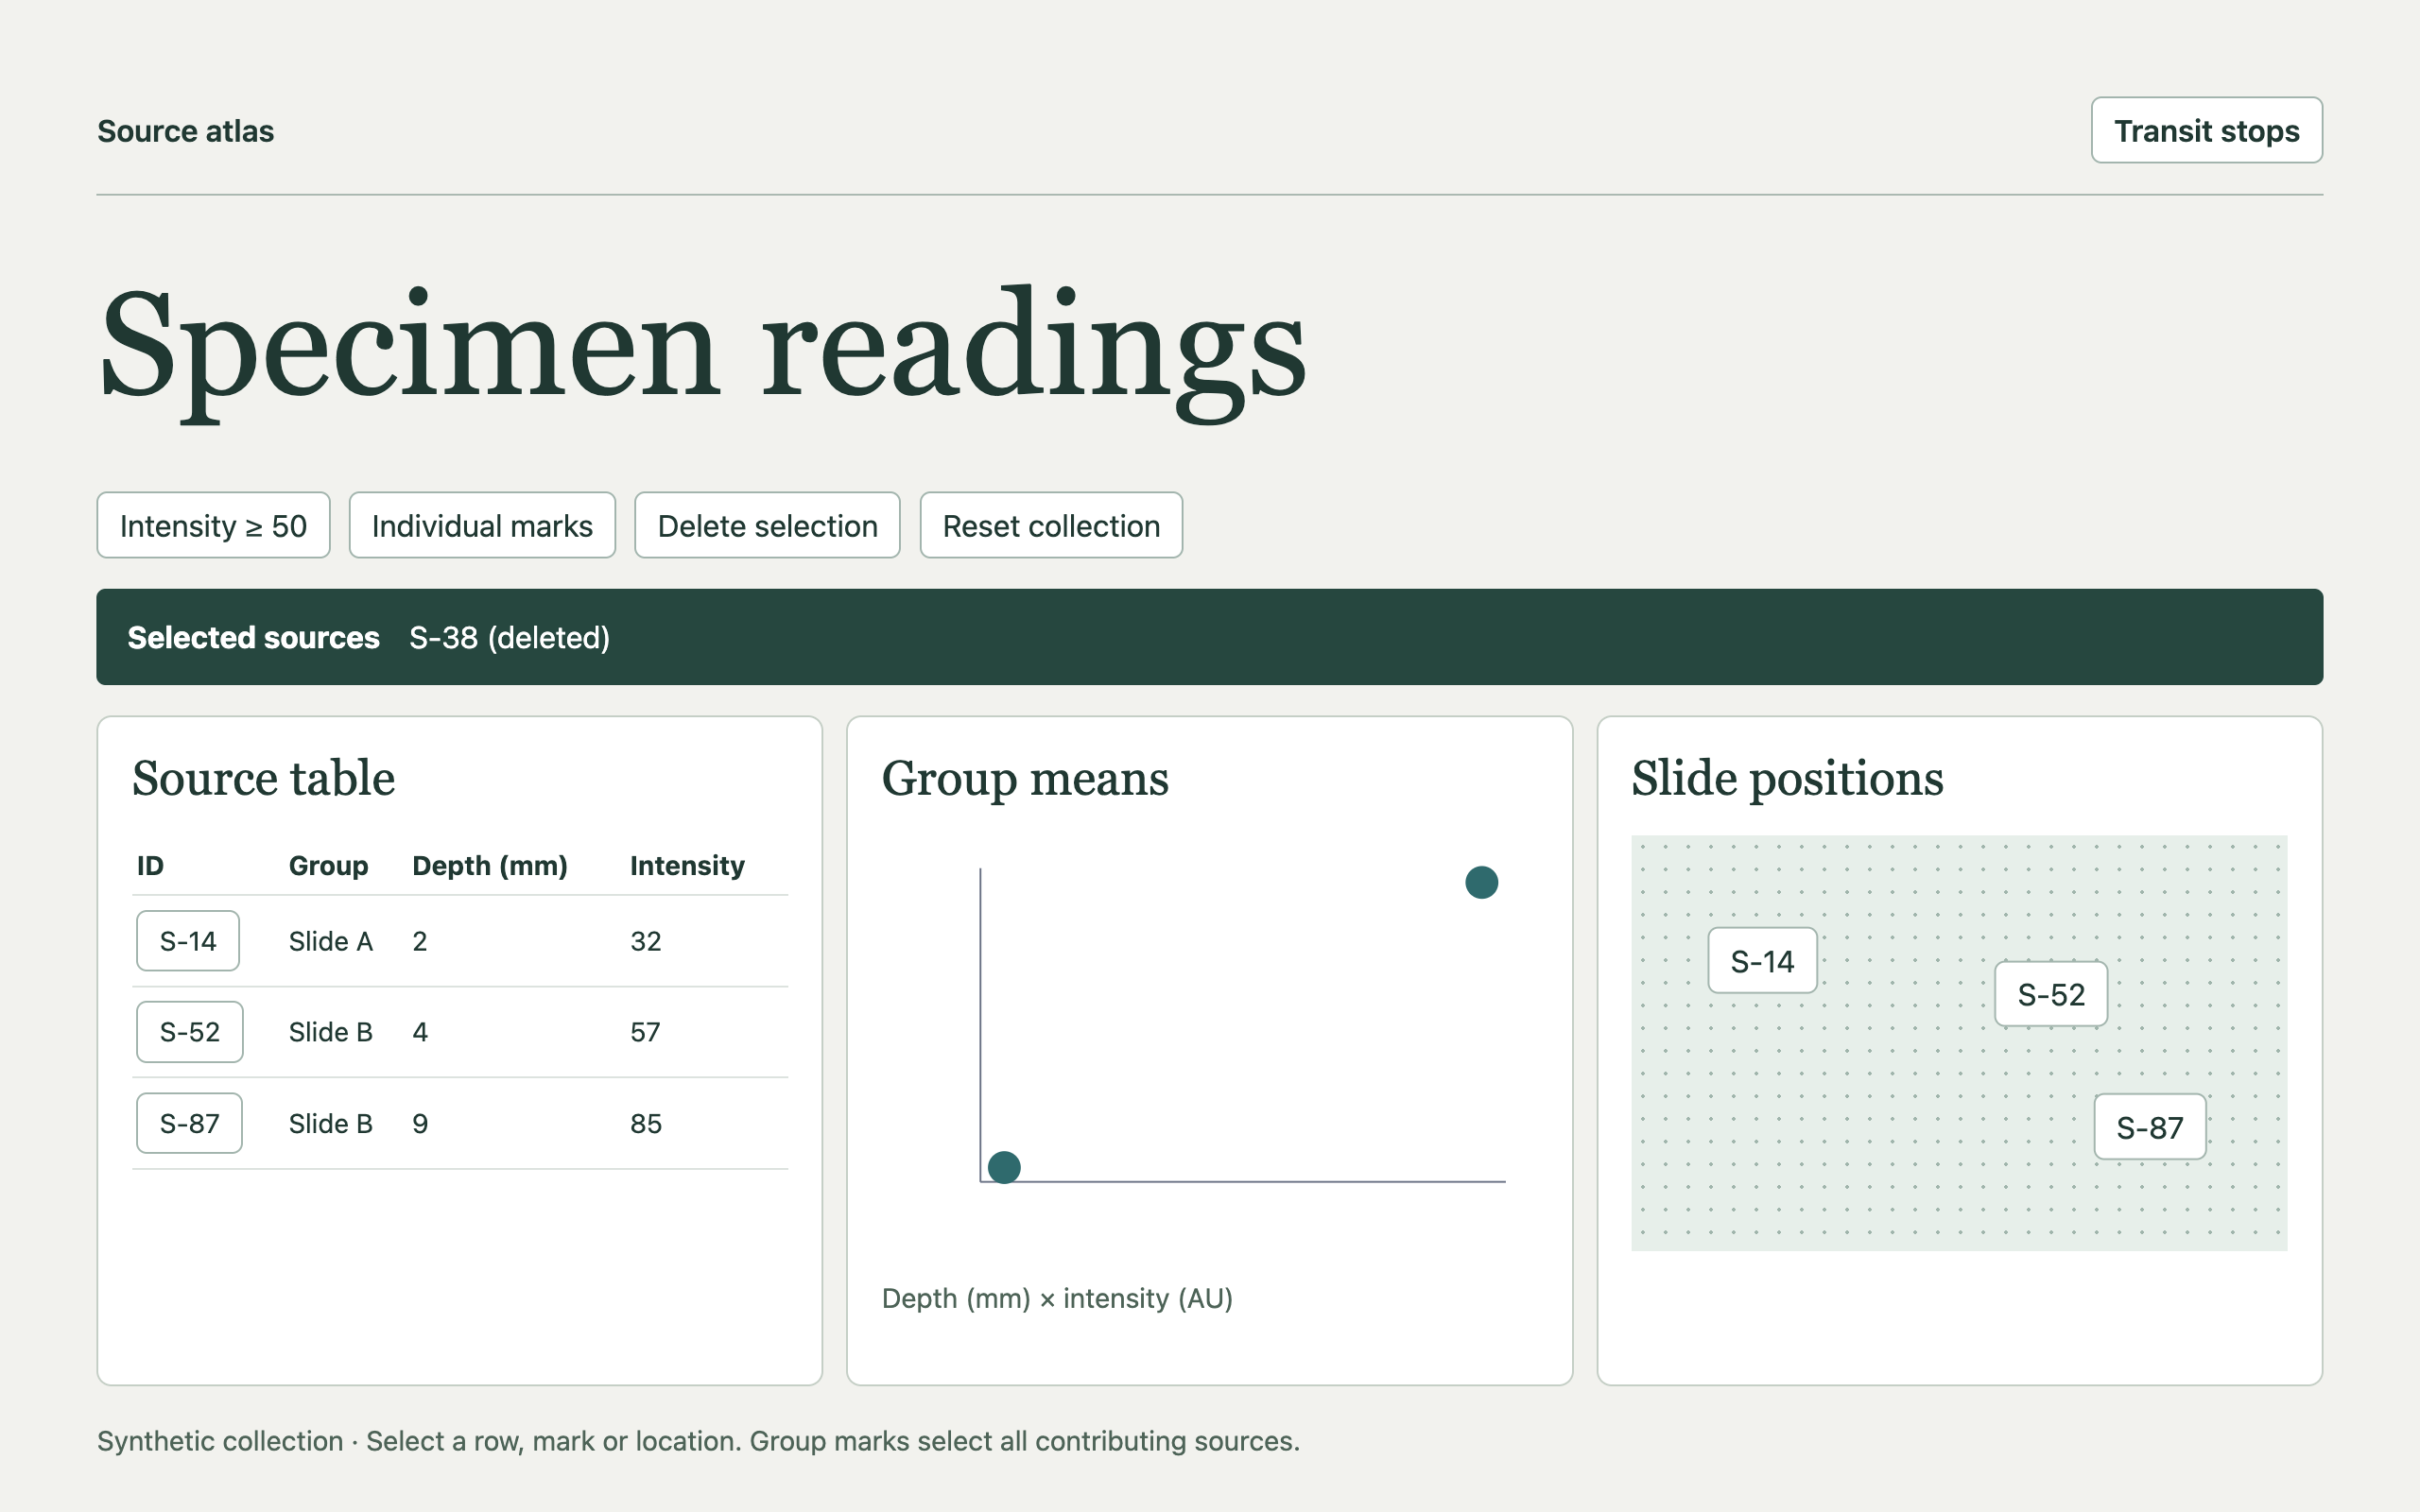 Source atlas
Transit stops
Specimen readings
Intensity ≥ 50
Individual marks
Delete selection
Reset collection
Selected sources S-38 (deleted)
Source table
ID Group Depth (mm) Intensity
S-14 Slide A 2 32
S-52 Slide B 4 57
S-87 Slide B 9 85
Group means
Depth (mm) × intensity (AU)
Slide positions
S-14
S-52
S-87
Synthetic collection · Select a row, mark or location. Group marks select all contributing sources.